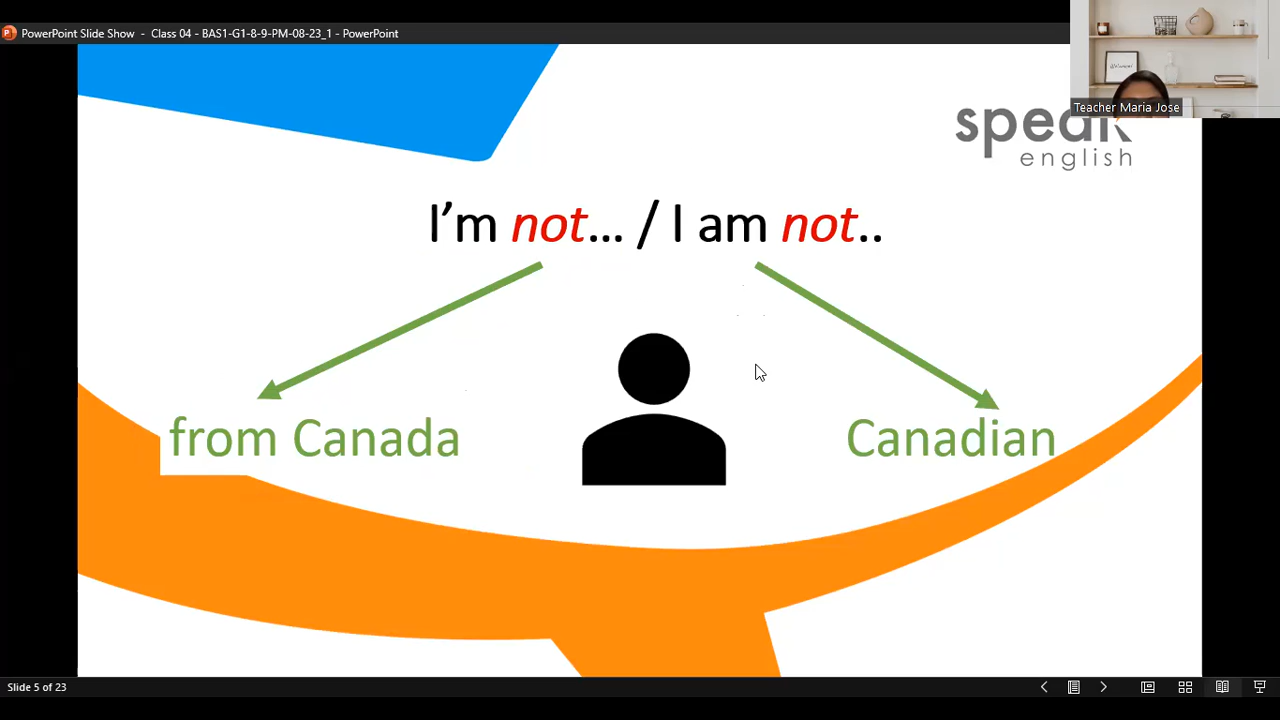 PowerPoint Slide Show - Class 04 - BAS1-G1-8-9-PM-08-23_1 - PowerPoint
Teacher Maria Jose
speak
english
I'm not... / I am not..
from Canada
Canadian
Slide 5 of 23